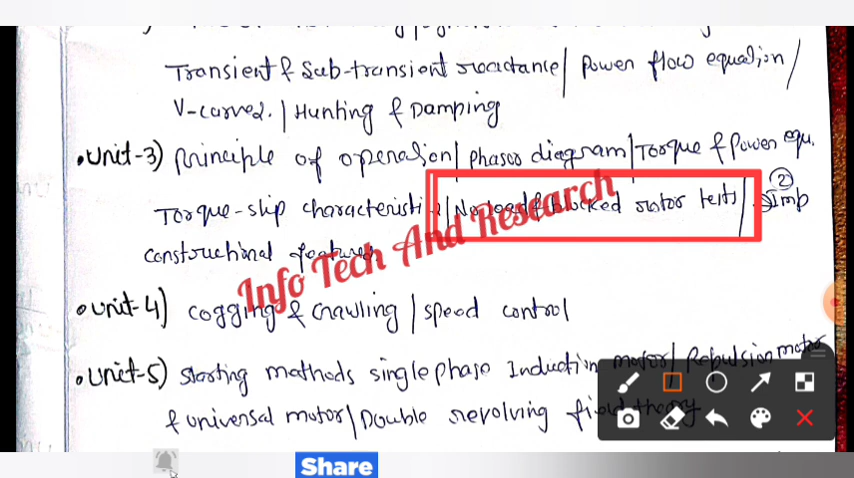 Transient & Sub-transient reactance / Power flow equation /
V-curved. / Hunting & Damping
• Unit-3) principle of operation / phasor diagram / Torque & Power equ.
Torque-slip characteristi / No load & blocked rotor tests / (2) imp
constructional features
Info Tech And Research
• Unit-4) cogging & crawling / speed control
• Unit-5) starting methods single phase Induction motor / Repulsion motor
& universal motor / Double revolving field theory
Share